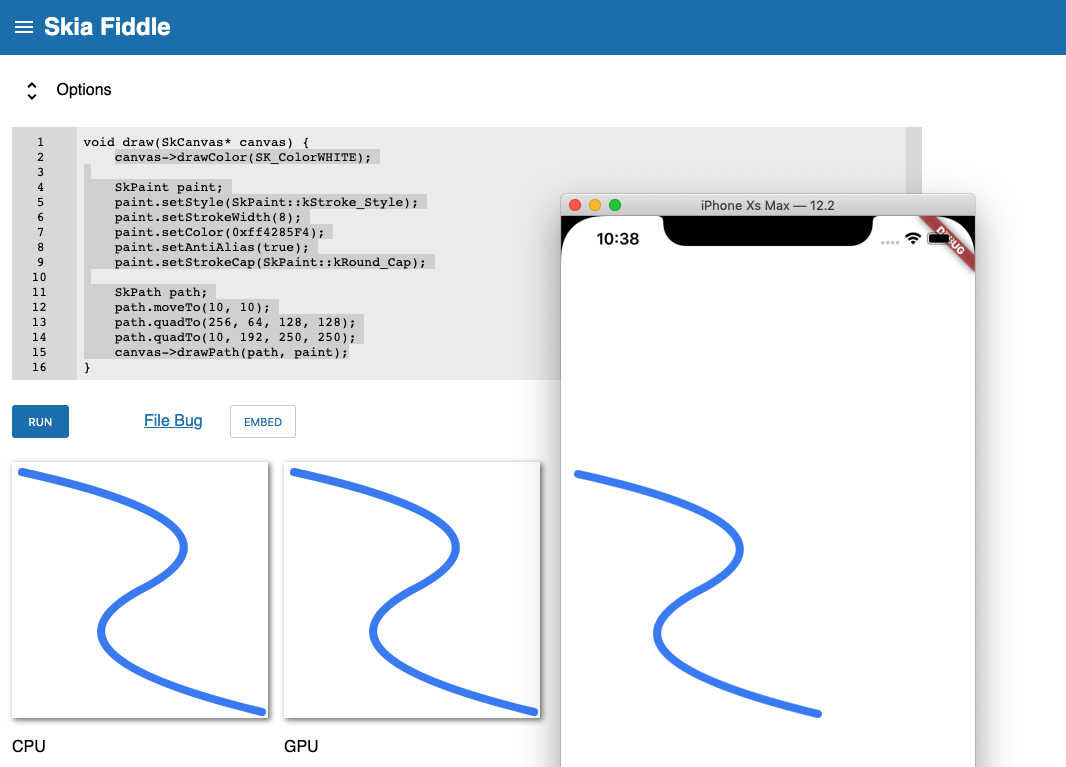 Skia Fiddle
Options
1 void draw(SkCanvas* canvas) {
2 canvas->drawColor(SK_ColorWHITE);
3
4 SkPaint paint;
5 paint.setStyle(SkPaint::kStroke_Style);
6 paint.setStrokeWidth(8);
7 paint.setColor(0xff4285F4);
8 paint.setAntiAlias(true);
9 paint.setStrokeCap(SkPaint::kRound_Cap);
10
11 SkPath path;
12 path.moveTo(10, 10);
13 path.quadTo(256, 64, 128, 128);
14 path.quadTo(10, 192, 250, 250);
15 canvas->drawPath(path, paint);
16 }
RUN File Bug EMBED
CPU GPU
iPhone Xs Max — 12.2
10:38
DEBUG